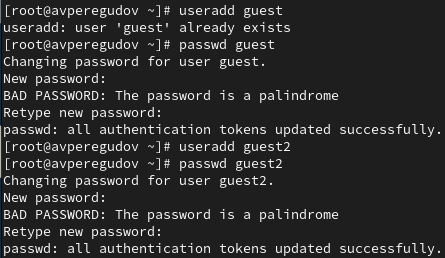 [root@avperegudov ~]# useradd guest
useradd: user 'guest' already exists
[root@avperegudov ~]# passwd guest
Changing password for user guest.
New password:
BAD PASSWORD: The password is a palindrome
Retype new password:
passwd: all authentication tokens updated successfully.
[root@avperegudov ~]# useradd guest2
[root@avperegudov ~]# passwd guest2
Changing password for user guest2.
New password:
BAD PASSWORD: The password is a palindrome
Retype new password:
passwd: all authentication tokens updated successfully.